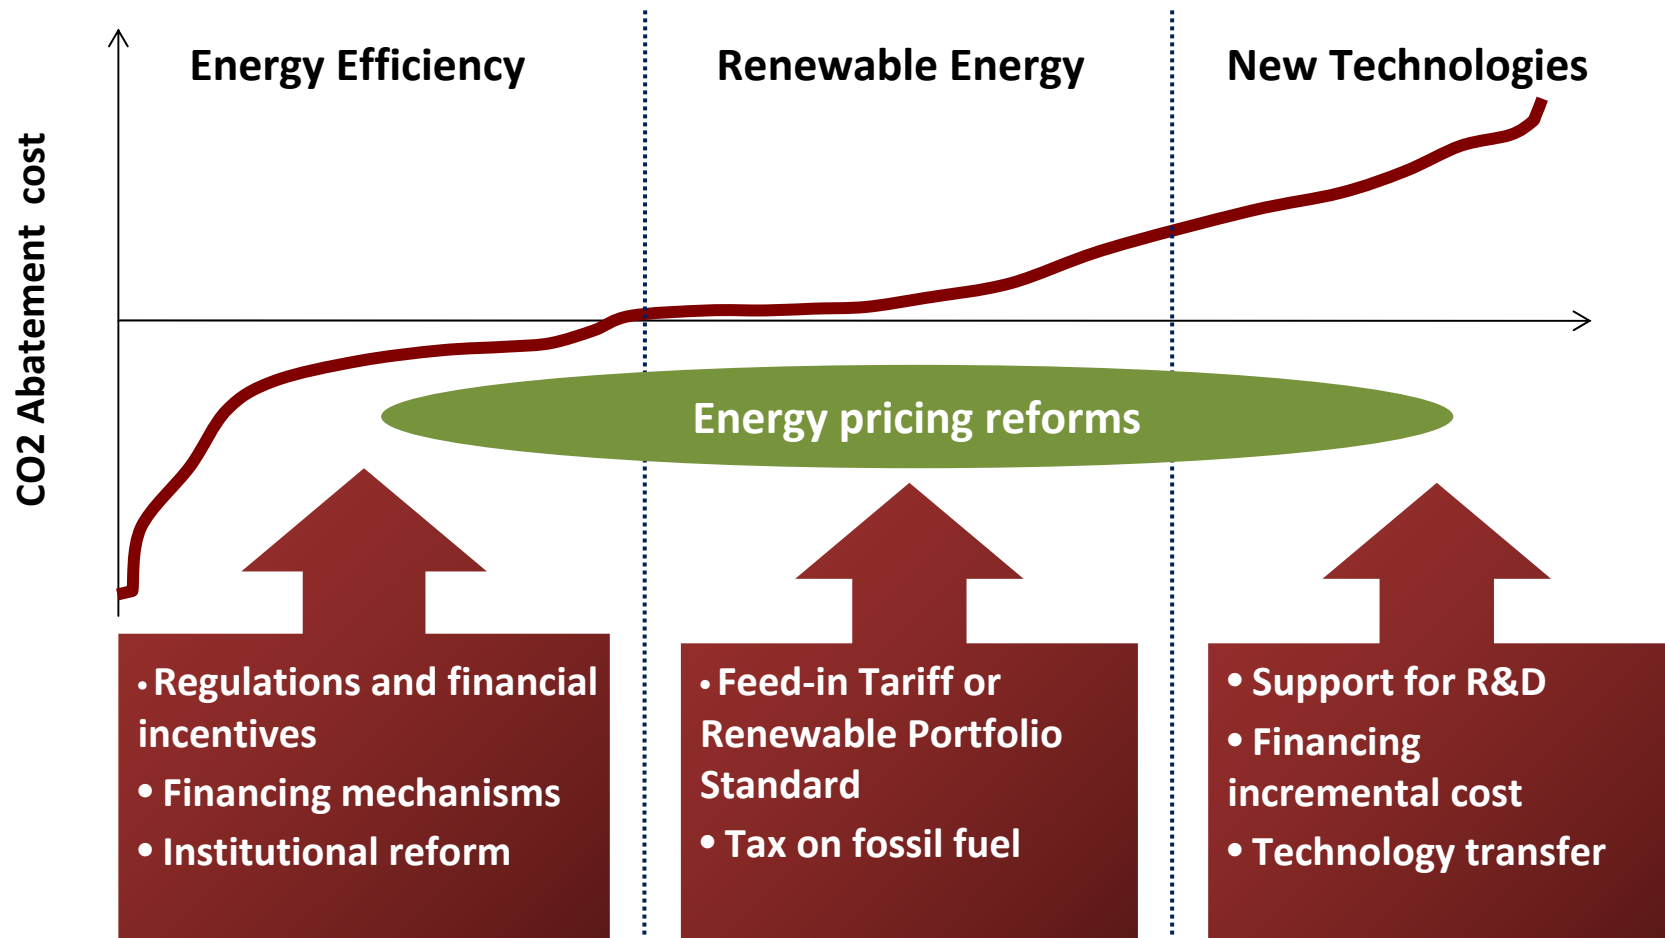 Energy Efficiency
Renewable Energy
New Technologies
CO2 Abatement cost
Energy pricing reforms
• Regulations and financial
incentives
• Financing mechanisms
• Institutional reform
• Feed-in Tariff or
Renewable Portfolio
Standard
• Tax on fossil fuel
• Support for R&D
• Financing
incremental cost
• Technology transfer